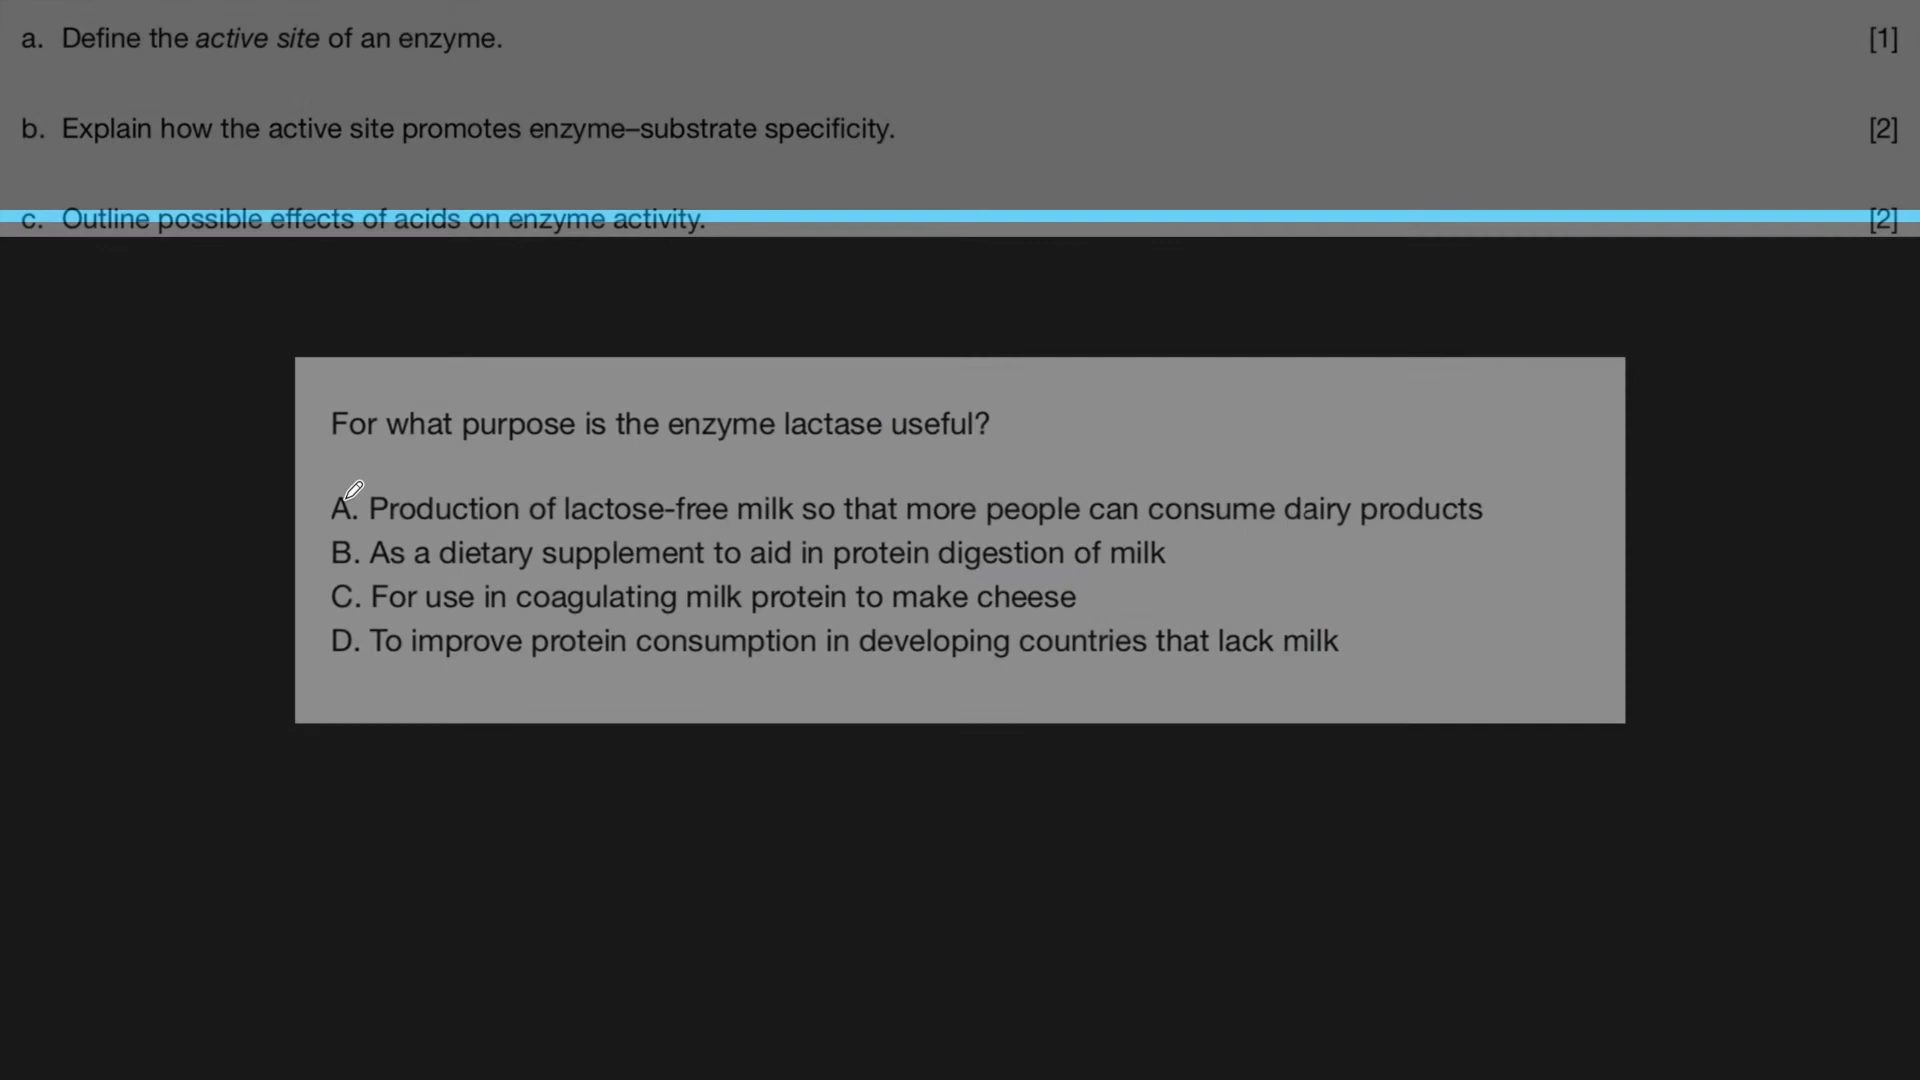 a. Define the active site of an enzyme. [1]
b. Explain how the active site promotes enzyme–substrate specificity. [2]
c. Outline possible effects of acids on enzyme activity. [2]
For what purpose is the enzyme lactase useful?
A. Production of lactose-free milk so that more people can consume dairy products
B. As a dietary supplement to aid in protein digestion of milk
C. For use in coagulating milk protein to make cheese
D. To improve protein consumption in developing countries that lack milk